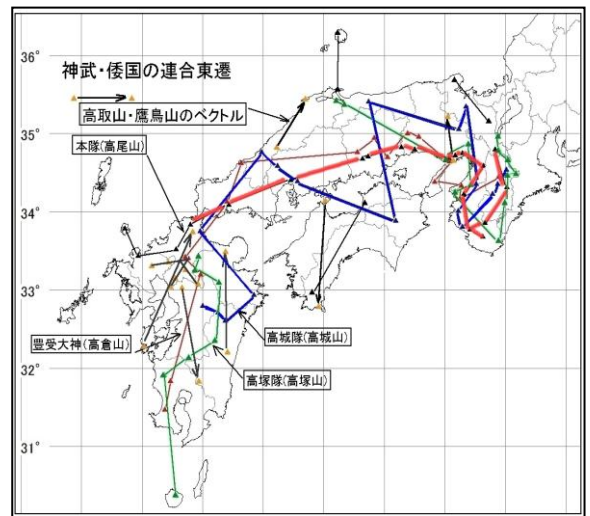 36°
神武・倭国の連合東遷
高取山・鷹鳥山のベクトル
35°
本隊(高尾山)
34°
33°
高城隊(高城山)
豊受大神(高倉山)
高塚隊(高塚山)
32°
31°